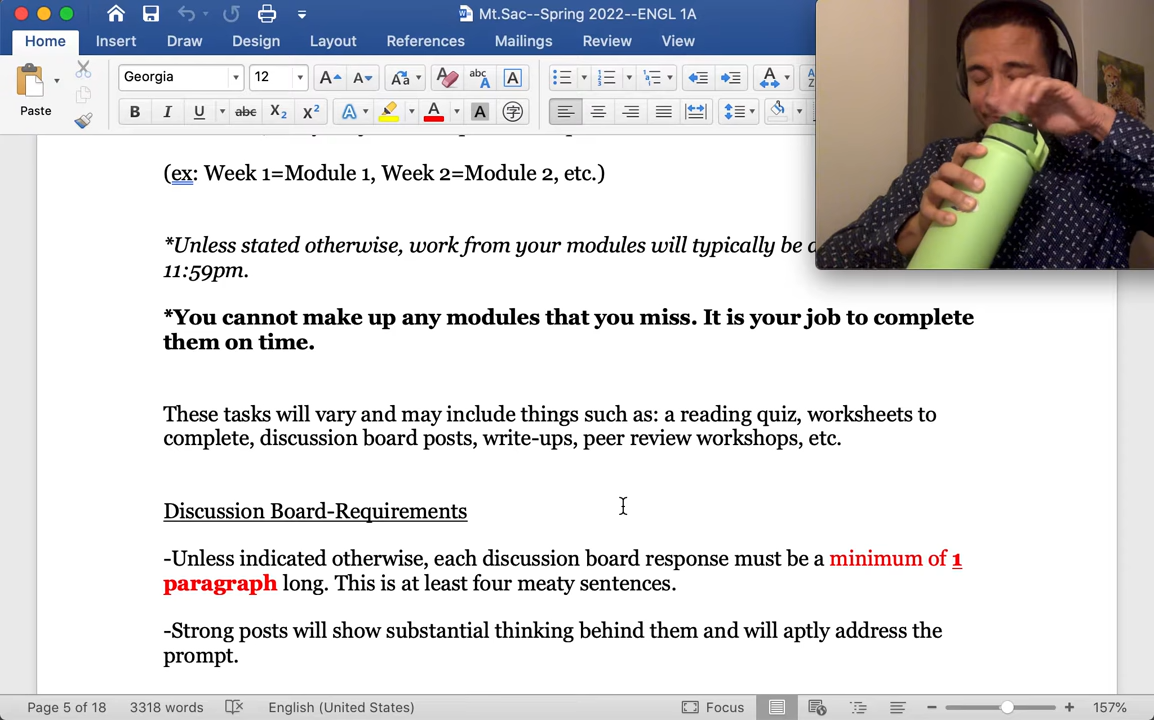 Mt.Sac--Spring 2022--ENGL 1A
Home Insert Draw Design Layout References Mailings Review View
Paste Georgia 12
(ex: Week 1=Module 1, Week 2=Module 2, etc.)
*Unless stated otherwise, work from your modules will typically be
11:59pm.
*You cannot make up any modules that you miss. It is your job to complete
them on time.
These tasks will vary and may include things such as: a reading quiz, worksheets to
complete, discussion board posts, write-ups, peer review workshops, etc.
Discussion Board-Requirements
-Unless indicated otherwise, each discussion board response must be a minimum of 1
paragraph long. This is at least four meaty sentences.
-Strong posts will show substantial thinking behind them and will aptly address the
prompt.
Page 5 of 18 3318 words English (United States) Focus 157%